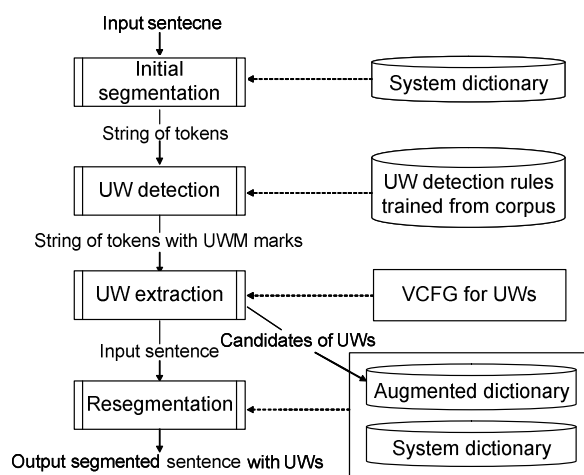 Input sentecne
Initial
segmentation
System dictionary
String of tokens
UW detection
UW detection rules
trained from corpus
String of tokens with UWM marks
UW extraction
VCFG for UWs
Candidates of UWs
Input sentence
Augmented dictionary
Resegmentation
System dictionary
Output segmented sentence with UWs